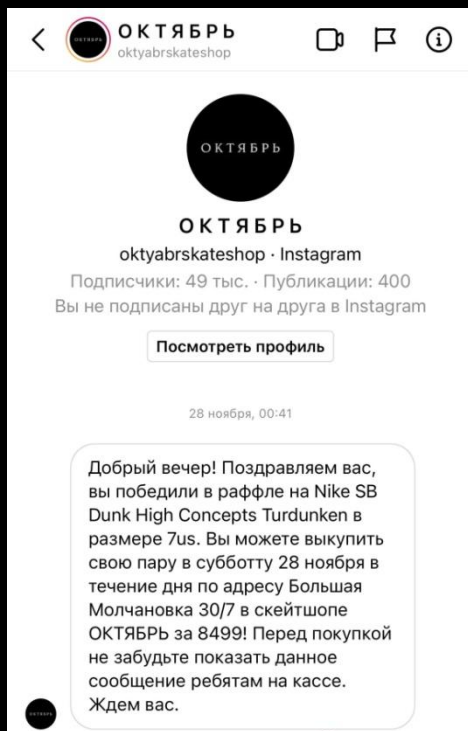 ОКТЯБРЬ
ОКТЯБРЬ
oktyabrskateshop
ОКТЯБРЬ
ОКТЯБРЬ
oktyabrskateshop · Instagram
Подписчики: 49 тыс. · Публикации: 400
Вы не подписаны друг на друга в Instagram
Посмотреть профиль
28 ноября, 00:41
Добрый вечер! Поздравляем вас,
вы победили в раффле на Nike SB
Dunk High Concepts Turdunken в
размере 7us. Вы можете выкупить
свою пару в субботту 28 ноября в
течение дня по адресу Большая
Молчановка 30/7 в скейтшопе
ОКТЯБРЬ за 8499! Перед покупкой
не забудьте показать данное
сообщение ребятам на кассе.
Ждем вас.
ОКТЯБРЬ